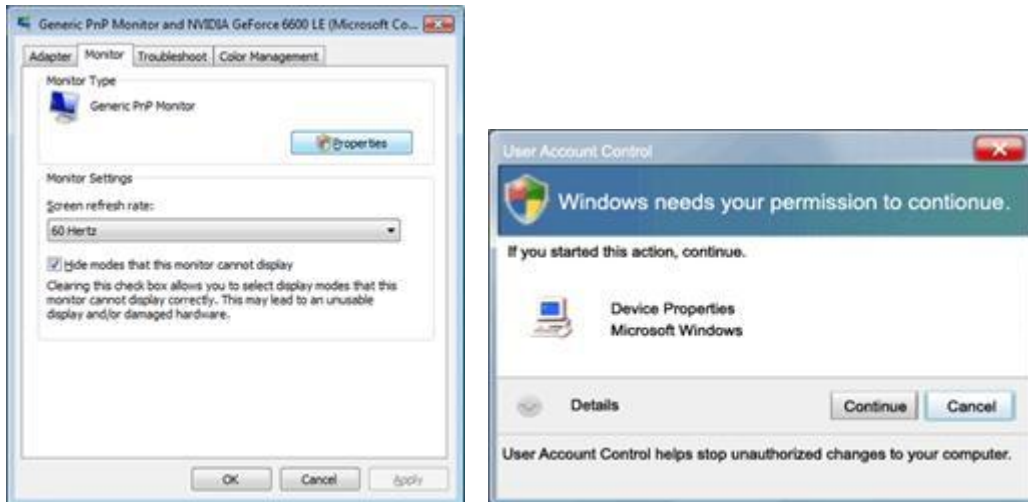 Generic PnP Monitor and NVIDIA GeForce 6600 LE (Microsoft Co...
Adapter Monitor Troubleshoot Color Management
Monitor Type
Generic PnP Monitor
Properties
Monitor Settings
Screen refresh rate:
60 Hertz
Hide modes that this monitor cannot display
Clearing this check box allows you to select display modes that this
monitor cannot display correctly. This may lead to an unusable
display and/or damaged hardware.
OK Cancel Apply
User Account Control
Windows needs your permission to contionue.
If you started this action, continue.
Device Properties
Microsoft Windows
Details Continue Cancel
User Account Control helps stop unauthorized changes to your computer.